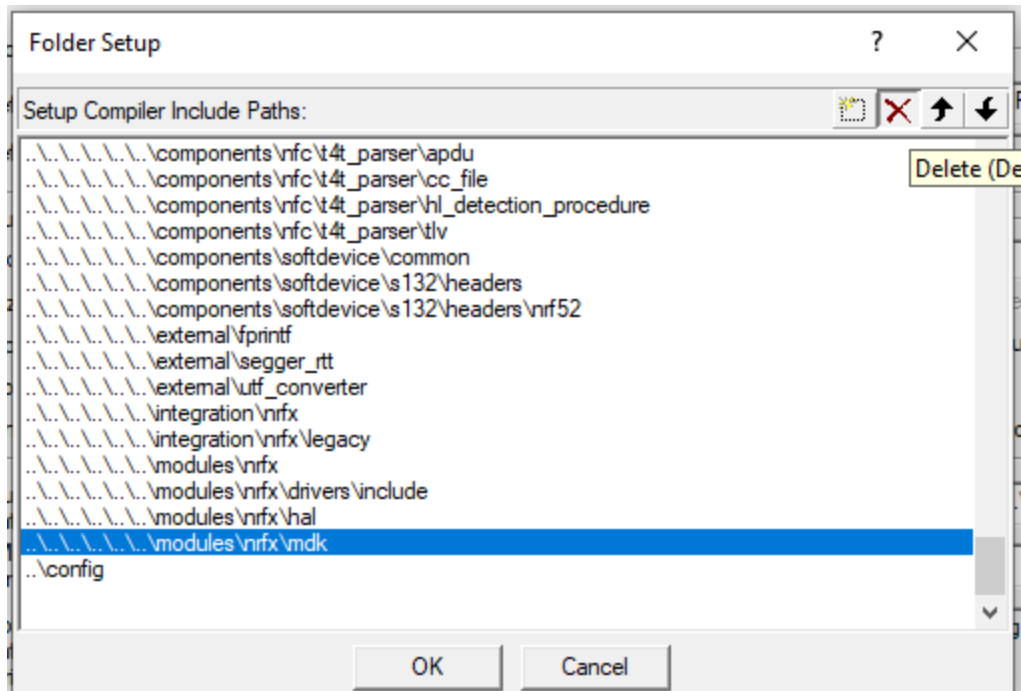 Folder Setup
?
Setup Compiler Include Paths:
Delete (De
..\..\..\..\..\..\components\nfc\t4t_parser\apdu
..\..\..\..\..\..\components\nfc\t4t_parser\cc_file
..\..\..\..\..\..\components\nfc\t4t_parser\hl_detection_procedure
..\..\..\..\..\..\components\nfc\t4t_parser\tlv
..\..\..\..\..\..\components\softdevice\common
..\..\..\..\..\..\components\softdevice\s132\headers
..\..\..\..\..\..\components\softdevice\s132\headers\nrf52
..\..\..\..\..\..\external\fprintf
..\..\..\..\..\..\external\segger_rtt
..\..\..\..\..\..\external\utf_converter
..\..\..\..\..\..\integration\nrfx
..\..\..\..\..\..\integration\nrfx\legacy
..\..\..\..\..\..\modules\nrfx
..\..\..\..\..\..\modules\nrfx\drivers\include
..\..\..\..\..\..\modules\nrfx\hal
..\..\..\..\..\..\modules\nrfx\mdk
..\config
OK
Cancel